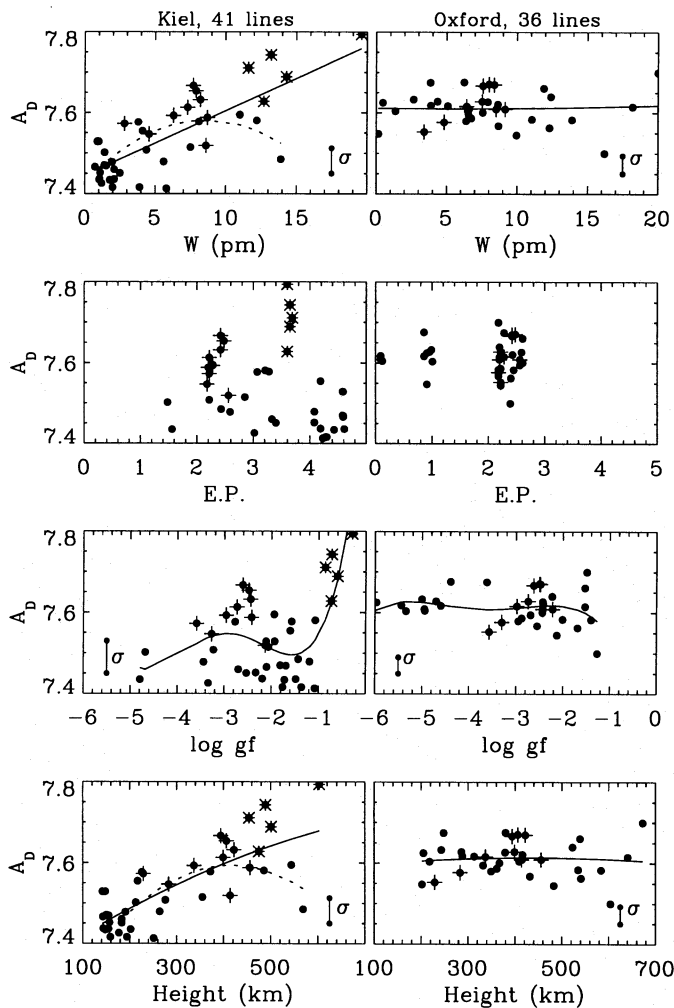 Kiel, 41 lines
Oxford, 36 lines
7.8
7.6
7.4
A_D
σ
σ
0 5 10 15
0 5 10 15 20
W (pm)
W (pm)
7.8
7.6
7.4
A_D
0 1 2 3 4
0 1 2 3 4 5
E.P.
E.P.
7.8
7.6
7.4
A_D
σ
σ
−6 −5 −4 −3 −2 −1
−6 −5 −4 −3 −2 −1 0
log gf
log gf
7.8
7.6
7.4
A_D
σ
σ
100 300 500
100 300 500 700
Height (km)
Height (km)